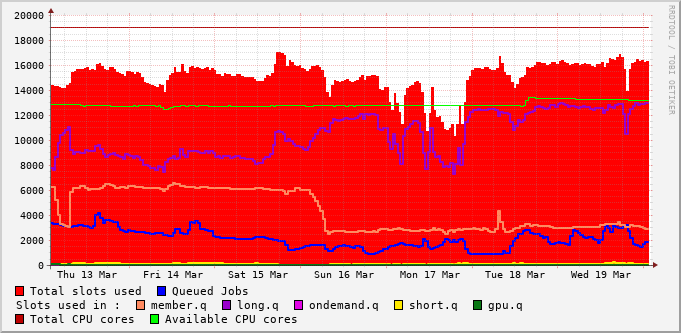 RRDTOOL / TOBI OETIKER
20000
18000
16000
14000
12000
10000
8000
6000
4000
2000
0
Thu 13 Mar Fri 14 Mar Sat 15 Mar Sun 16 Mar Mon 17 Mar Tue 18 Mar Wed 19 Mar
Total slots used Queued Jobs
Slots used in : member.q long.q ondemand.q short.q gpu.q
Total CPU cores Available CPU cores